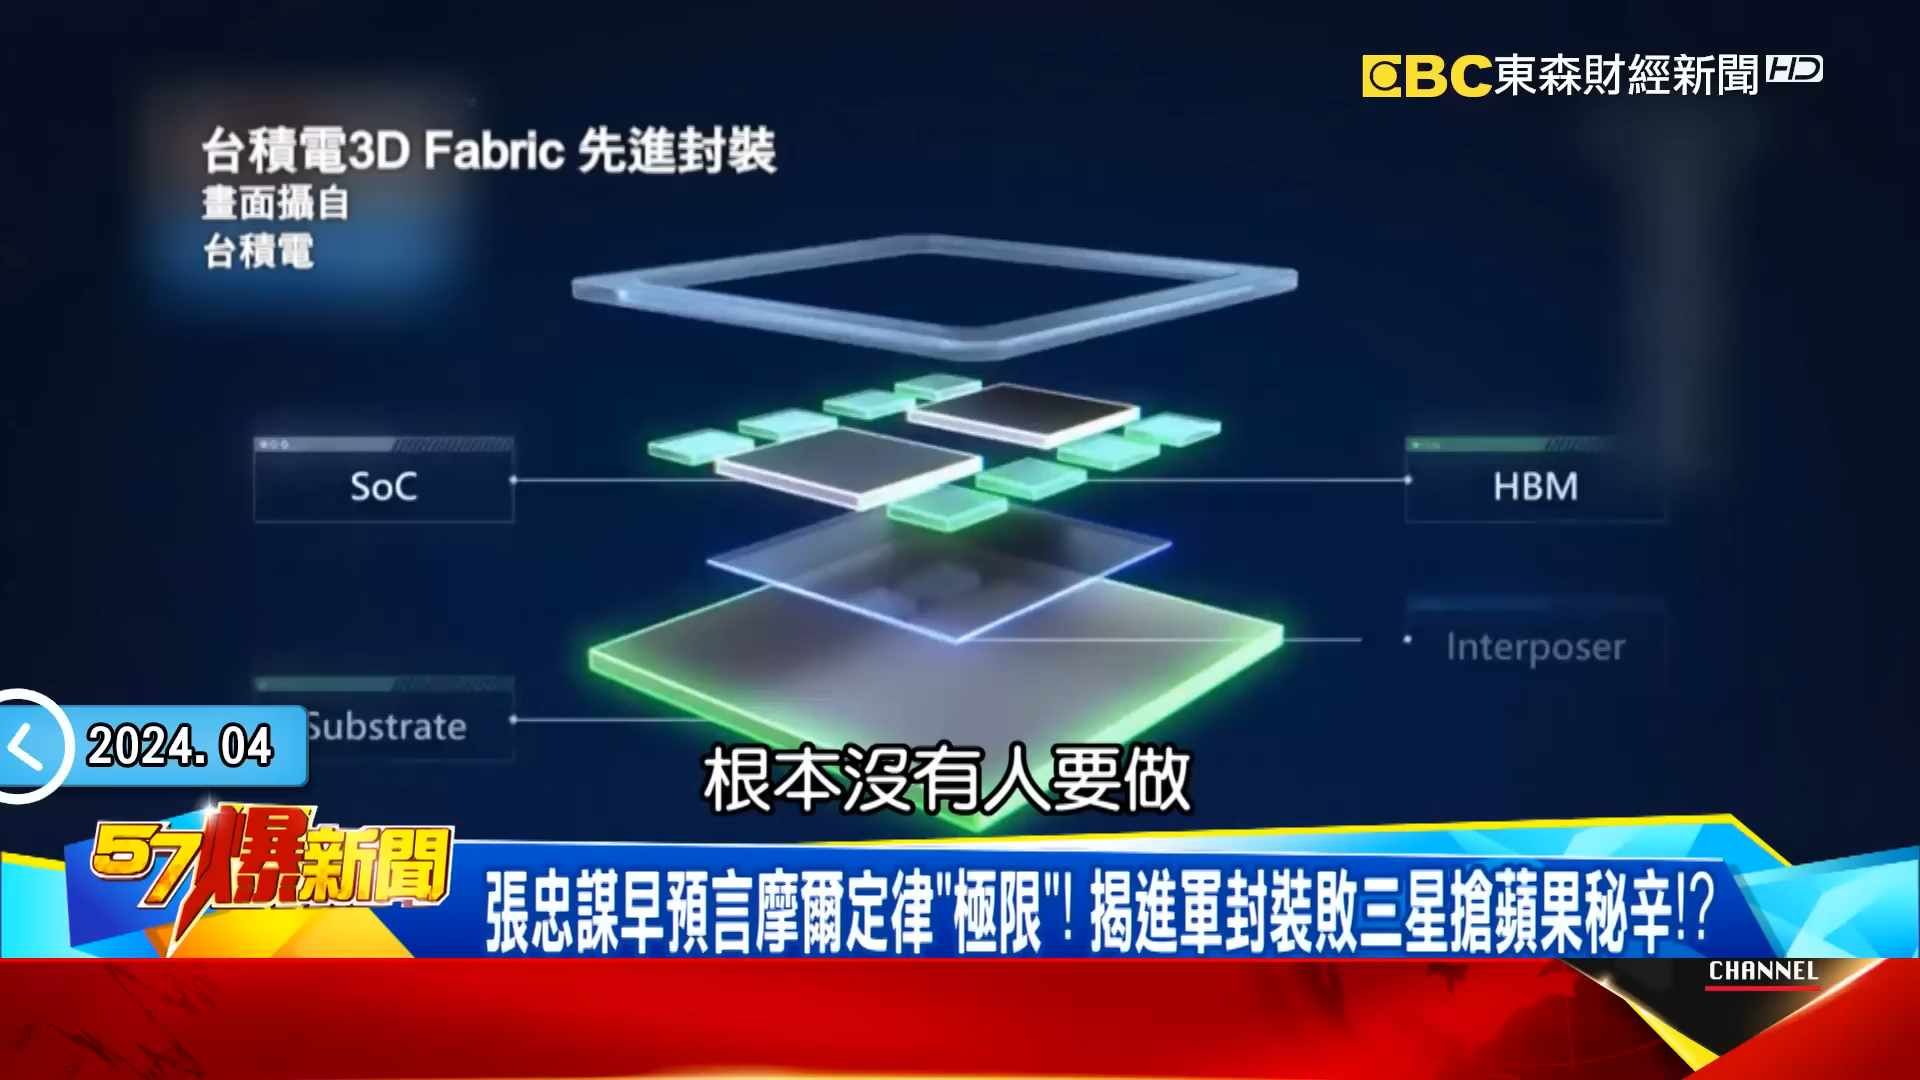 EBC東森財經新聞HD
台積電3D Fabric 先進封裝
畫面攝自
台積電
SoC
HBM
Interposer
Substrate
2024.04
根本沒有人要做
57爆新聞
張忠謀早預言摩爾定律"極限"! 揭進軍封裝敗三星搶蘋果秘辛!?
CHANNEL